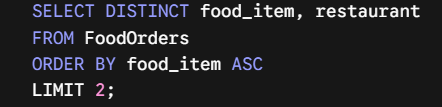 SELECT DISTINCT food_item, restaurant
FROM FoodOrders
ORDER BY food_item ASC
LIMIT 2;